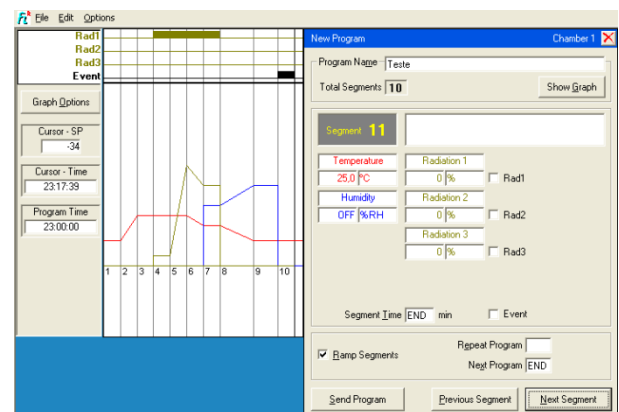 File Edit Options
Rad1
Rad2
Rad3
Event
Graph Options
Cursor - SP
-34
Cursor - Time
23:17:39
Program Time
23:00:00
1 2 3 4 5 6 7 8 9 10
New Program Chamber 1
Program Name Teste
Total Segments 10 Show Graph
Segment 11
Temperature Radiation 1
25,0 °C 0 % Rad1
Humidity Radiation 2
OFF %RH 0 % Rad2
Radiation 3
0 % Rad3
Segment Time END min Event
Ramp Segments Repeat Program
Next Program END
Send Program Previous Segment Next Segment